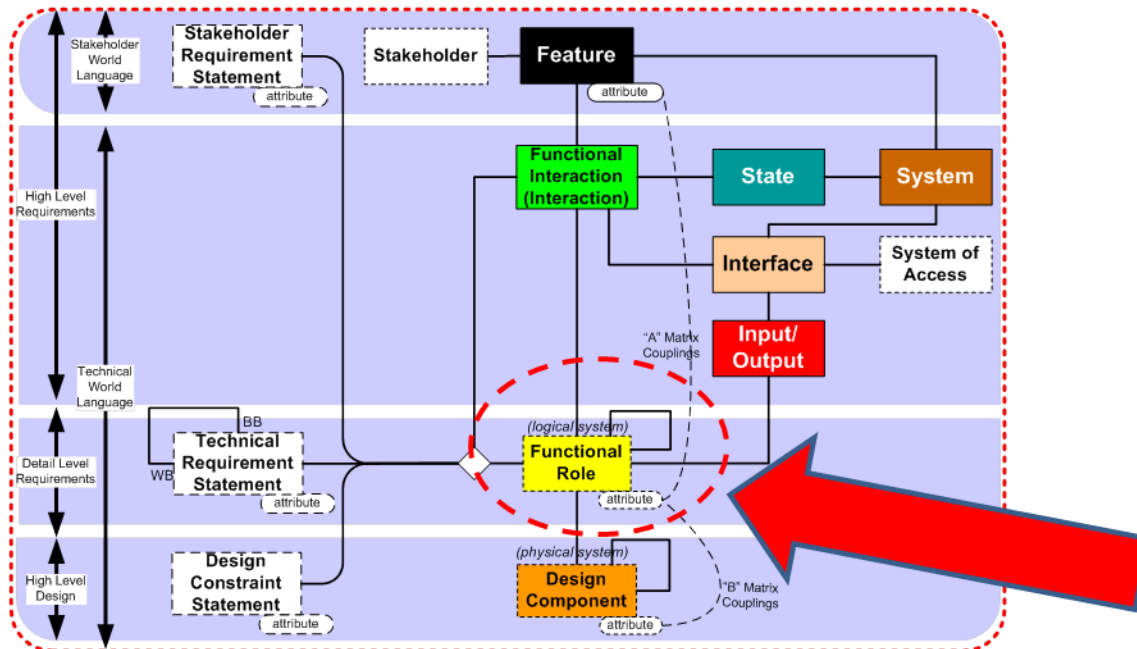 Stakeholder
World
Language
Stakeholder
Requirement
Statement
attribute
Stakeholder
Feature
attribute
High Level
Requirements
Functional
Interaction
(Interaction)
State
System
Interface
System of
Access
Input/
Output
"A" Matrix
Couplings
Technical
World
Language
Detail Level
Requirements
BB
WB
Technical
Requirement
Statement
attribute
(logical system)
Functional
Role
attribute
High Level
Design
Design
Constraint
Statement
attribute
(physical system)
Design
Component
attribute
"B" Matrix
Couplings